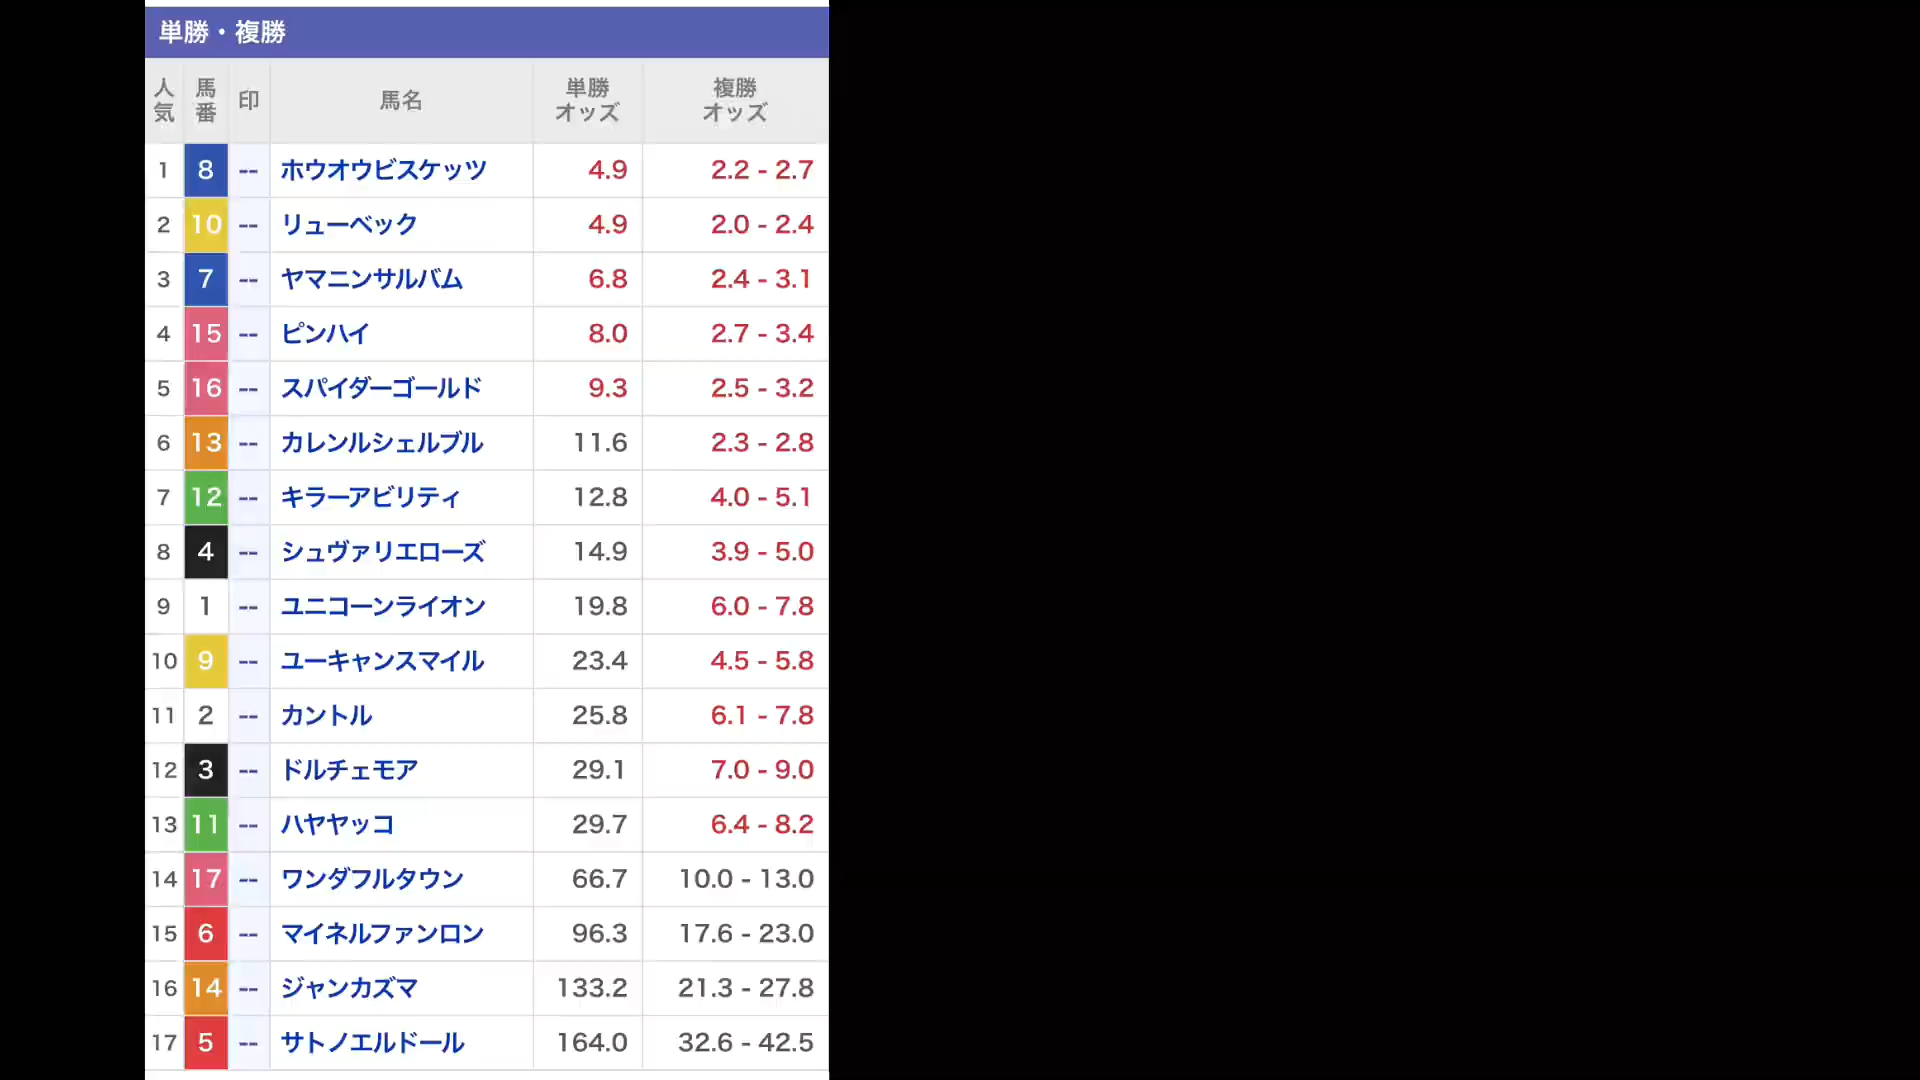 単勝・複勝
人気 馬番 印 馬名 単勝オッズ 複勝オッズ
1 8 -- ホウオウビスケッツ 4.9 2.2 - 2.7
2 10 -- リューベック 4.9 2.0 - 2.4
3 7 -- ヤマニンサルバム 6.8 2.4 - 3.1
4 15 -- ピンハイ 8.0 2.7 - 3.4
5 16 -- スパイダーゴールド 9.3 2.5 - 3.2
6 13 -- カレンルシェルブル 11.6 2.3 - 2.8
7 12 -- キラーアビリティ 12.8 4.0 - 5.1
8 4 -- シュヴァリエローズ 14.9 3.9 - 5.0
9 1 -- ユニコーンライオン 19.8 6.0 - 7.8
10 9 -- ユーキャンスマイル 23.4 4.5 - 5.8
11 2 -- カントル 25.8 6.1 - 7.8
12 3 -- ドルチェモア 29.1 7.0 - 9.0
13 11 -- ハヤヤッコ 29.7 6.4 - 8.2
14 17 -- ワンダフルタウン 66.7 10.0 - 13.0
15 6 -- マイネルファンロン 96.3 17.6 - 23.0
16 14 -- ジャンカズマ 133.2 21.3 - 27.8
17 5 -- サトノエルドール 164.0 32.6 - 42.5